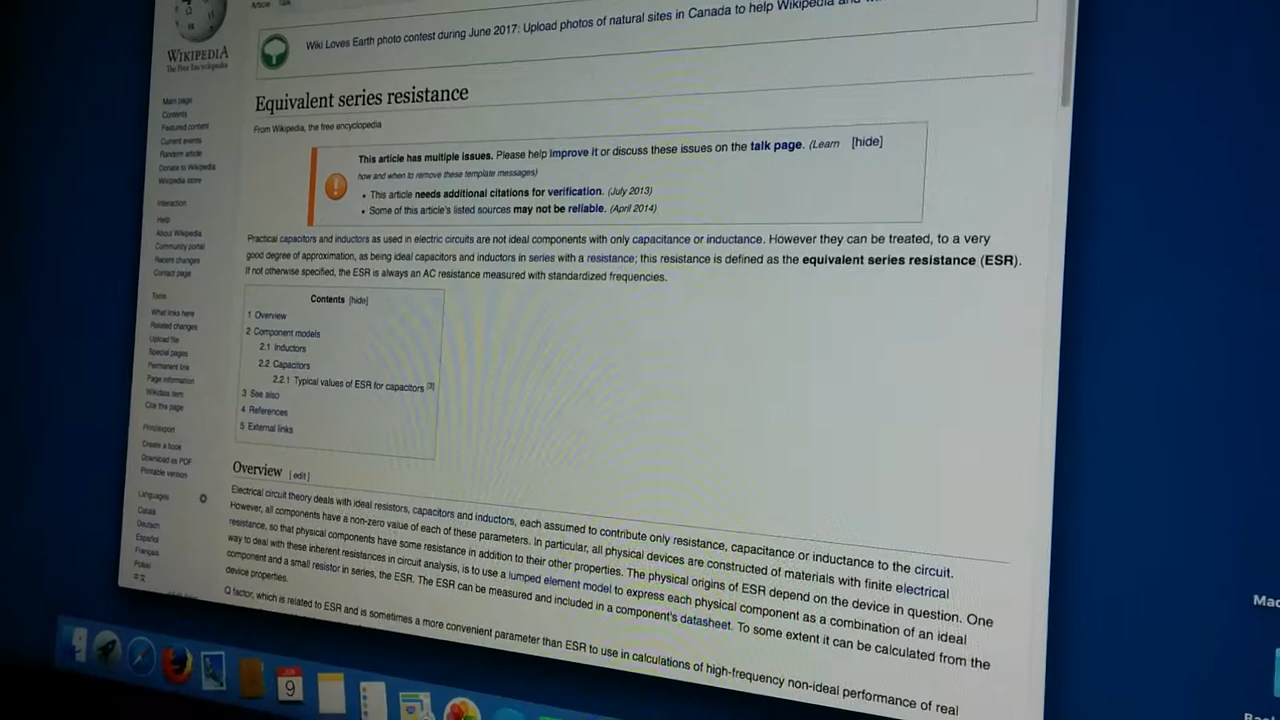 Article Talk
Wiki Loves Earth photo contest during June 2017: Upload photos of natural sites in Canada to help Wikipedia and
WIKIPEDIA
The Free Encyclopedia
Equivalent series resistance
From Wikipedia, the free encyclopedia
This article has multiple issues. Please help improve it or discuss these issues on the talk page. (Learn [hide]
how and when to remove these template messages)
• This article needs additional citations for verification. (July 2013)
• Some of this article's listed sources may not be reliable. (April 2014)
Practical capacitors and inductors as used in electric circuits are not ideal components with only capacitance or inductance. However they can be treated, to a very
good degree of approximation, as being ideal capacitors and inductors in series with a resistance; this resistance is defined as the equivalent series resistance (ESR).
If not otherwise specified, the ESR is always an AC resistance measured with standardized frequencies.
Contents [hide]
1 Overview
2 Component models
2.1 Inductors
2.2 Capacitors
2.2.1 Typical values of ESR for capacitors [3]
3 See also
4 References
5 External links
Overview [edit]
Electrical circuit theory deals with ideal resistors, capacitors and inductors, each assumed to contribute only resistance, capacitance or inductance to the circuit.
However, all components have a non-zero value of each of these parameters. In particular, all physical devices are constructed of materials with finite electrical
resistance, so that physical components have some resistance in addition to their other properties. The physical origins of ESR depend on the device in question. One
way to deal with these inherent resistances in circuit analysis, is to use a lumped element model to express each physical component as a combination of an ideal
component and a small resistor in series, the ESR. The ESR can be measured and included in a component's datasheet. To some extent it can be calculated from the
device properties.
Q factor, which is related to ESR and is sometimes a more convenient parameter than ESR to use in calculations of high-frequency non-ideal performance of real
Main page
Contents
Featured content
Current events
Random article
Donate to Wikipedia
Wikipedia store
Interaction
Help
About Wikipedia
Community portal
Recent changes
Contact page
Tools
What links here
Related changes
Upload file
Special pages
Permanent link
Page information
Wikidata item
Cite this page
Print/export
Create a book
Download as PDF
Printable version
Languages
Català
Deutsch
Español
Français
Polski
中文
JUN
9
Mac